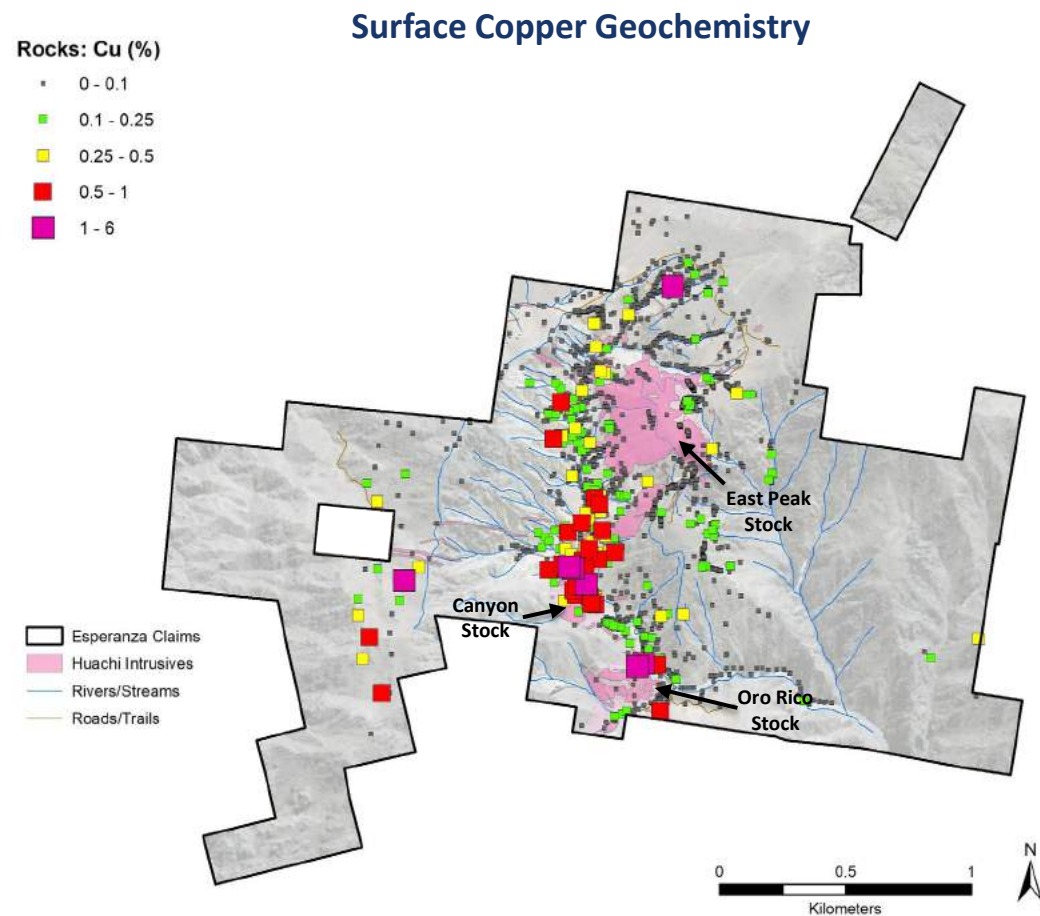 Surface Copper Geochemistry
Rocks: Cu (%)
0 - 0.1
0.1 - 0.25
0.25 - 0.5
0.5 - 1
1 - 6
East Peak
Stock
Canyon
Stock
Oro Rico
Stock
Esperanza Claims
Huachi Intrusives
Rivers/Streams
Roads/Trails
N
0 0.5 1
Kilometers